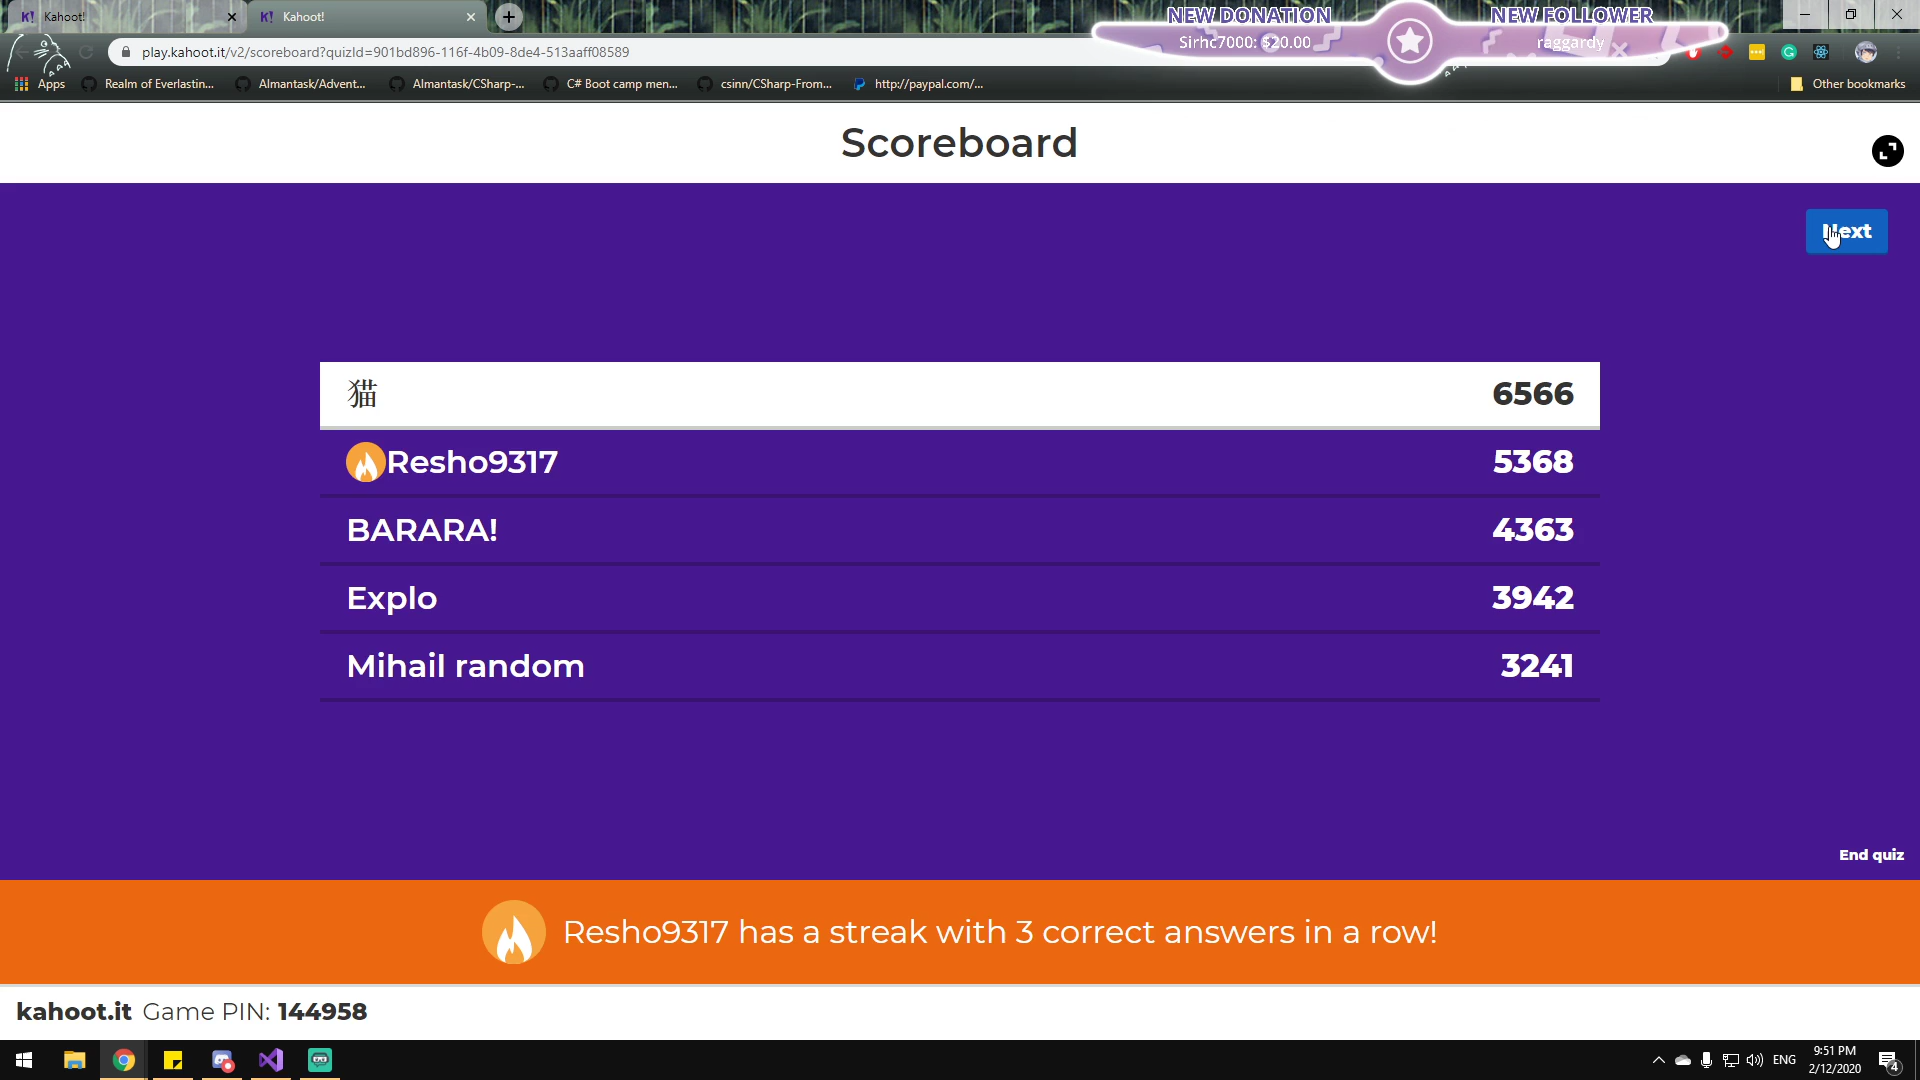 Kahoot!
Kahoot!
NEW DONATION
Sirhc7000: $20.00
NEW FOLLOWER
raggardy
play.kahoot.it/v2/scoreboard?quizId=901bd896-116f-4b09-8de4-513aaff08589
Apps
Realm of Everlastin...
Almantask/Advent...
Almantask/CSharp-...
C# Boot camp men...
csinn/CSharp-From...
http://paypal.com/...
Other bookmarks
Scoreboard
Next
猫 6566
Resho9317 5368
BARARA! 4363
Explo 3942
Mihail random 3241
End quiz
Resho9317 has a streak with 3 correct answers in a row!
kahoot.it Game PIN: 144958
ENG
9:51 PM
2/12/2020
4